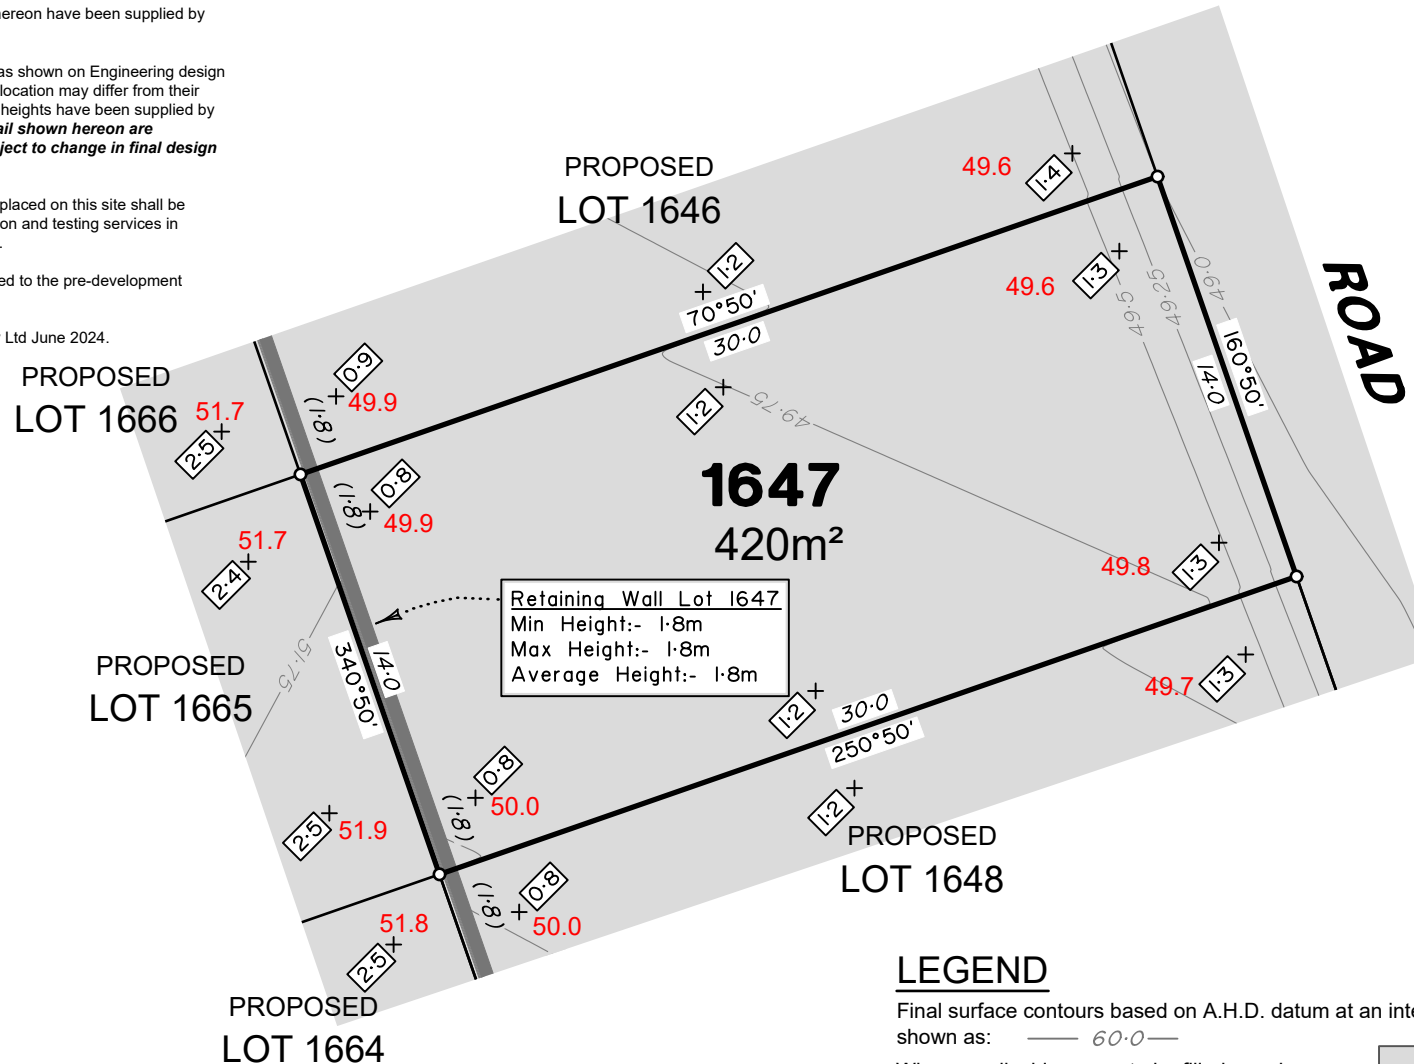 hereon have been supplied by
as shown on Engineering design
location may differ from their
heights have been supplied by
ail shown hereon are
ject to change in final design
placed on this site shall be
on and testing services in
.
ed to the pre-development
Ltd June 2024.
PROPOSED
LOT 1646
49.6
1·4
49.6
1·3
1·2
70°50'
30·0
49·5
49·25
49·0
ROAD
160°50'
14·0
PROPOSED
LOT 1666
51.7
2·5
0·9
49.9
(1·8)
1·2
49·75
1647
420m²
0·8
(1·8)
49.9
51.7
2·4
49.8
1·3
Retaining Wall Lot 1647
Min Height:- 1·8m
Max Height:- 1·8m
Average Height:- 1·8m
51·75
340°50'
14·0
PROPOSED
LOT 1665
49.7
1·3
1·2
30·0
250°50'
0·8
50.0
(1·8)
2·5
51.9
1·2
PROPOSED
LOT 1648
0·8
50.0
(1·8)
51.8
2·5
PROPOSED
LOT 1664
LEGEND
Final surface contours based on A.H.D. datum at an inte
shown as: 60·0